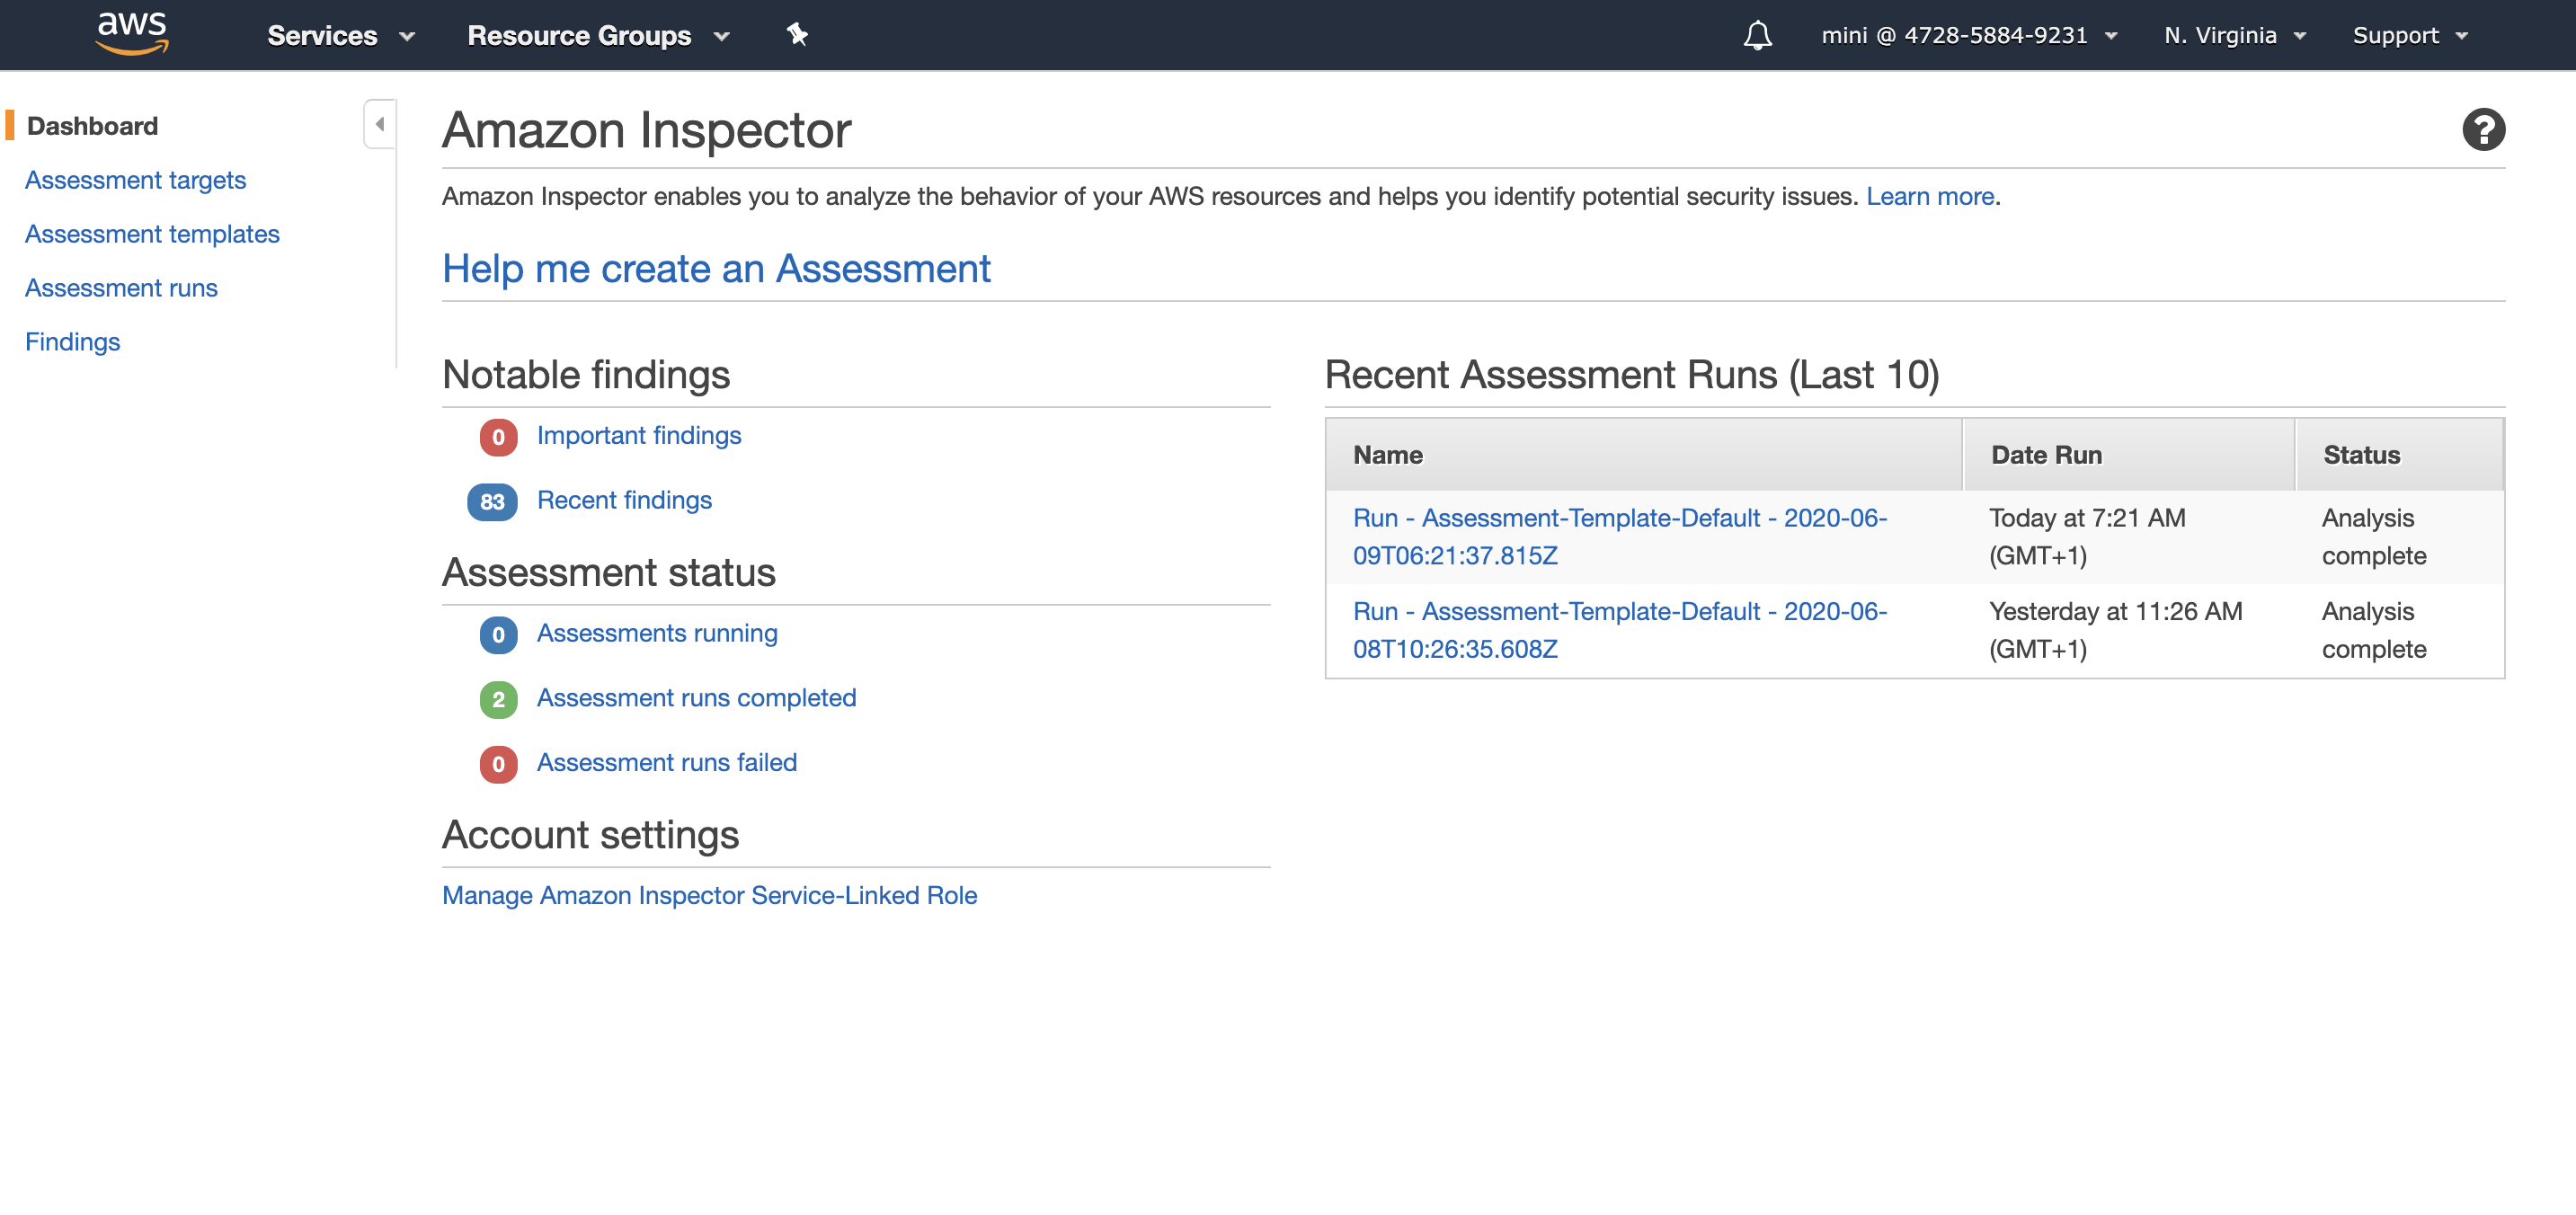 aws Services Resource Groups mini @ 4728-5884-9231 N. Virginia Support
Dashboard
Assessment targets
Assessment templates
Assessment runs
Findings
Amazon Inspector
?
Amazon Inspector enables you to analyze the behavior of your AWS resources and helps you identify potential security issues. Learn more.
Help me create an Assessment
Notable findings
0 Important findings
83 Recent findings
Assessment status
0 Assessments running
2 Assessment runs completed
0 Assessment runs failed
Account settings
Manage Amazon Inspector Service-Linked Role
Recent Assessment Runs (Last 10)
Name Date Run Status
Run - Assessment-Template-Default - 2020-06- Today at 7:21 AM Analysis
09T06:21:37.815Z (GMT+1) complete
Run - Assessment-Template-Default - 2020-06- Yesterday at 11:26 AM Analysis
08T10:26:35.608Z (GMT+1) complete